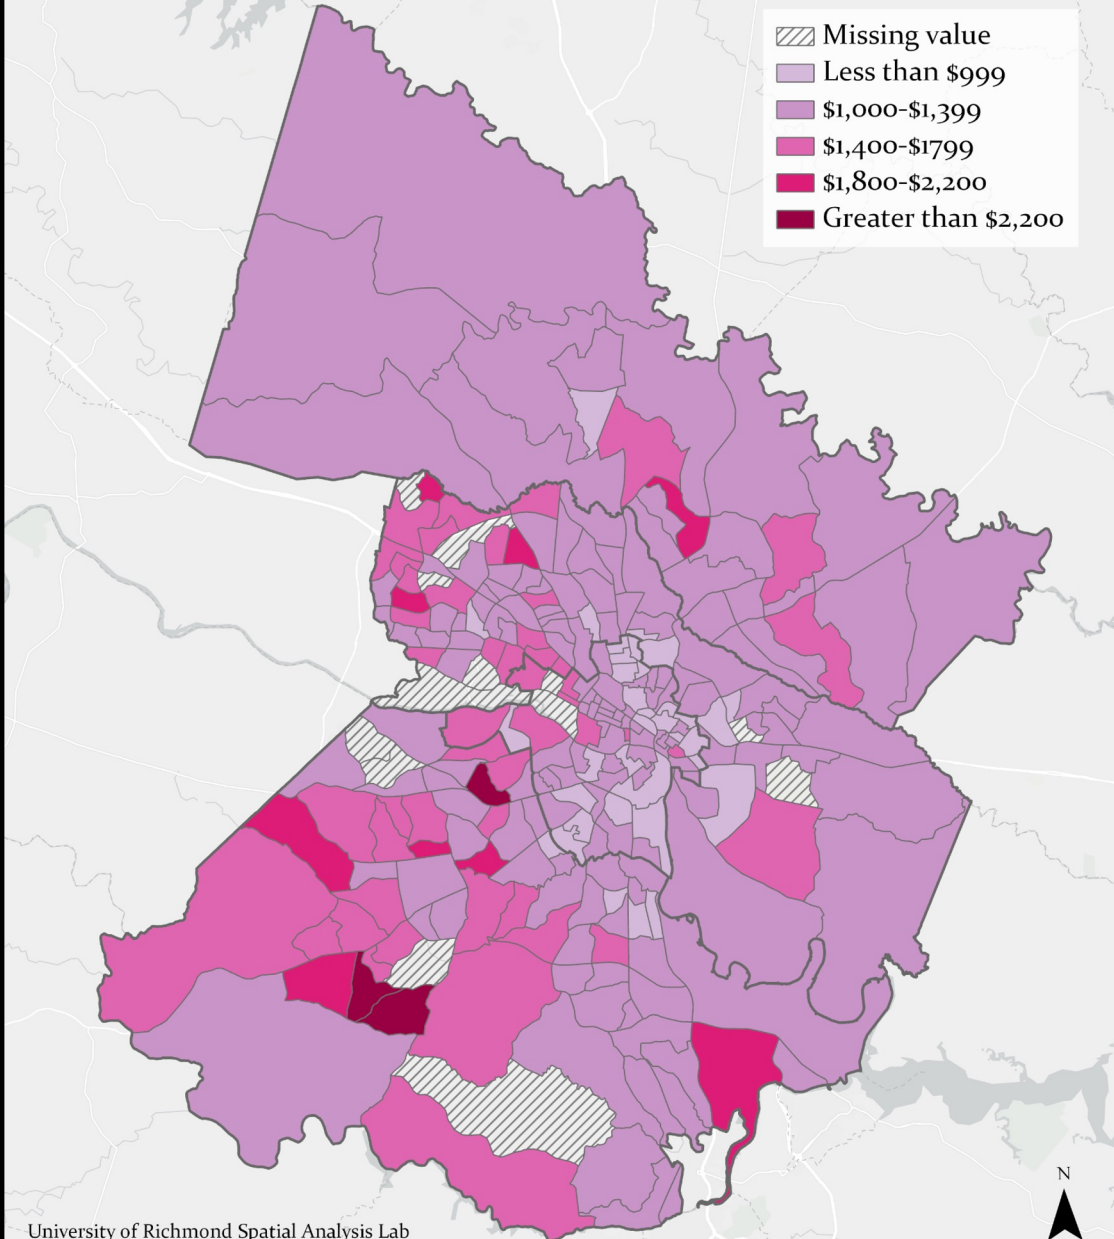 Missing value
Less than $999
$1,000-$1,399
$1,400-$1799
$1,800-$2,200
Greater than $2,200
N
University of Richmond Spatial Analysis Lab